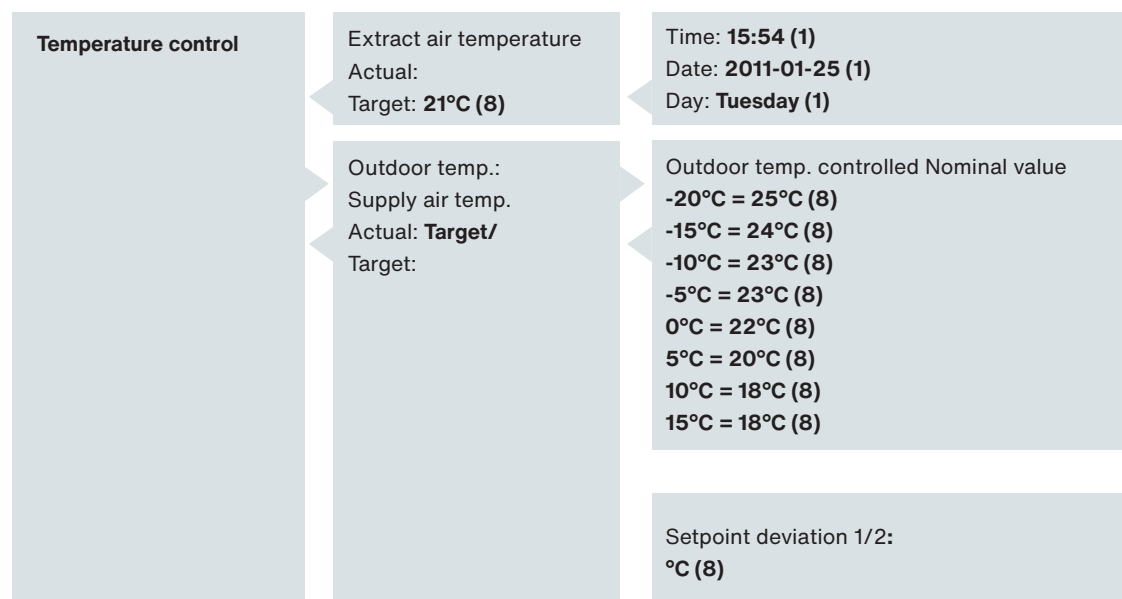 Temperature control
Extract air temperature
Actual:
Target: 21°C (8)
Time: 15:54 (1)
Date: 2011-01-25 (1)
Day: Tuesday (1)
Outdoor temp.:
Supply air temp.
Actual: Target/
Target:
Outdoor temp. controlled Nominal value
-20°C = 25°C (8)
-15°C = 24°C (8)
-10°C = 23°C (8)
-5°C = 23°C (8)
0°C = 22°C (8)
5°C = 20°C (8)
10°C = 18°C (8)
15°C = 18°C (8)
Setpoint deviation 1/2:
°C (8)